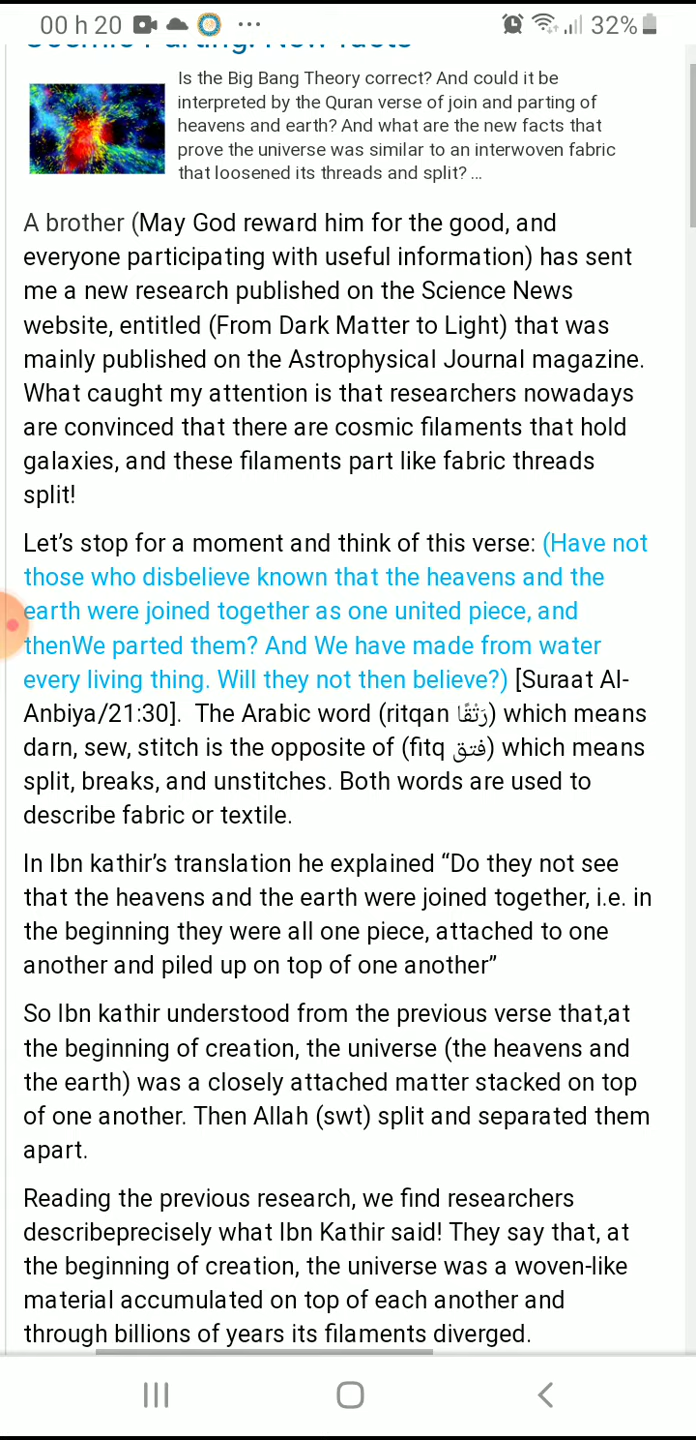 00 h 20 ... 32%
Cosmic Parting: New facts
Is the Big Bang Theory correct? And could it be
interpreted by the Quran verse of join and parting of
heavens and earth? And what are the new facts that
prove the universe was similar to an interwoven fabric
that loosened its threads and split? ...
A brother (May God reward him for the good, and
everyone participating with useful information) has sent
me a new research published on the Science News
website, entitled (From Dark Matter to Light) that was
mainly published on the Astrophysical Journal magazine.
What caught my attention is that researchers nowadays
are convinced that there are cosmic filaments that hold
galaxies, and these filaments part like fabric threads
split!
Let's stop for a moment and think of this verse: (Have not
those who disbelieve known that the heavens and the
earth were joined together as one united piece, and
thenWe parted them? And We have made from water
every living thing. Will they not then believe?) [Suraat Al-
Anbiya/21:30]. The Arabic word (ritqan رَتْقًا) which means
darn, sew, stitch is the opposite of (fitq فتق) which means
split, breaks, and unstitches. Both words are used to
describe fabric or textile.
In Ibn kathir's translation he explained “Do they not see
that the heavens and the earth were joined together, i.e. in
the beginning they were all one piece, attached to one
another and piled up on top of one another”
So Ibn kathir understood from the previous verse that,at
the beginning of creation, the universe (the heavens and
the earth) was a closely attached matter stacked on top
of one another. Then Allah (swt) split and separated them
apart.
Reading the previous research, we find researchers
describeprecisely what Ibn Kathir said! They say that, at
the beginning of creation, the universe was a woven-like
material accumulated on top of each another and
through billions of years its filaments diverged.